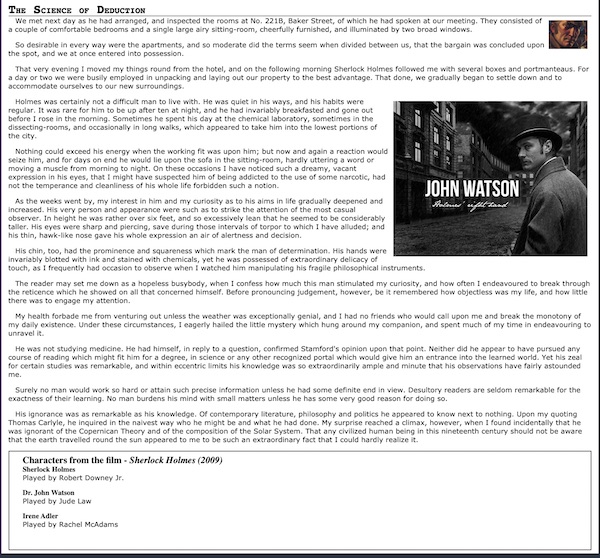 The Science of Deduction
We met next day as he had arranged, and inspected the rooms at No. 221B, Baker Street, of which he had spoken at our meeting. They consisted of
a couple of comfortable bedrooms and a single large airy sitting-room, cheerfully furnished, and illuminated by two broad windows.
So desirable in every way were the apartments, and so moderate did the terms seem when divided between us, that the bargain was concluded upon
the spot, and we at once entered into possession.
That very evening I moved my things round from the hotel, and on the following morning Sherlock Holmes followed me with several boxes and portmanteaus. For
a day or two we were busily employed in unpacking and laying out our property to the best advantage. That done, we gradually began to settle down and to
accommodate ourselves to our new surroundings.
Holmes was certainly not a difficult man to live with. He was quiet in his ways, and his habits were
regular. It was rare for him to be up after ten at night, and he had invariably breakfasted and gone out
before I rose in the morning. Sometimes he spent his day at the chemical laboratory, sometimes in the
dissecting-rooms, and occasionally in long walks, which appeared to take him into the lowest portions of
the city.
Nothing could exceed his energy when the working fit was upon him; but now and again a reaction would
seize him, and for days on end he would lie upon the sofa in the sitting-room, hardly uttering a word or
moving a muscle from morning to night. On these occasions I have noticed such a dreamy, vacant
expression in his eyes, that I might have suspected him of being addicted to the use of some narcotic, had
not the temperance and cleanliness of his whole life forbidden such a notion.
JOHN WATSON
Holmes' right hand
As the weeks went by, my interest in him and my curiosity as to his aims in life gradually deepened and
increased. His very person and appearance were such as to strike the attention of the most casual
observer. In height he was rather over six feet, and so excessively lean that he seemed to be considerably
taller. His eyes were sharp and piercing, save during those intervals of torpor to which I have alluded; and
his thin, hawk-like nose gave his whole expression an air of alertness and decision.
His chin, too, had the prominence and squareness which mark the man of determination. His hands were
invariably blotted with ink and stained with chemicals, yet he was possessed of extraordinary delicacy of
touch, as I frequently had occasion to observe when I watched him manipulating his fragile philosophical instruments.
The reader may set me down as a hopeless busybody, when I confess how much this man stimulated my curiosity, and how often I endeavoured to break through
the reticence which he showed on all that concerned himself. Before pronouncing judgement, however, be it remembered how objectless was my life, and how little
there was to engage my attention.
My health forbade me from venturing out unless the weather was exceptionally genial, and I had no friends who would call upon me and break the monotony of
my daily existence. Under these circumstances, I eagerly hailed the little mystery which hung around my companion, and spent much of my time in endeavouring to
unravel it.
He was not studying medicine. He had himself, in reply to a question, confirmed Stamford's opinion upon that point. Neither did he appear to have pursued any
course of reading which might fit him for a degree, in science or any other recognized portal which would give him an entrance into the learned world. Yet his zeal
for certain studies was remarkable, and within eccentric limits his knowledge was so extraordinarily ample and minute that his observations have fairly astounded
me.
Surely no man would work so hard or attain such precise information unless he had some definite end in view. Desultory readers are seldom remarkable for the
exactness of their learning. No man burdens his mind with small matters unless he has some very good reason for doing so.
His ignorance was as remarkable as his knowledge. Of contemporary literature, philosophy and politics he appeared to know next to nothing. Upon my quoting
Thomas Carlyle, he inquired in the naivest way who he might be and what he had done. My surprise reached a climax, however, when I found incidentally that he
was ignorant of the Copernican Theory and of the composition of the Solar System. That any civilized human being in this nineteenth century should not be aware
that the earth travelled round the sun appeared to me to be such an extraordinary fact that I could hardly realize it.
Characters from the film - Sherlock Holmes (2009)
Sherlock Holmes
Played by Robert Downey Jr.
Dr. John Watson
Played by Jude Law
Irene Adler
Played by Rachel McAdams